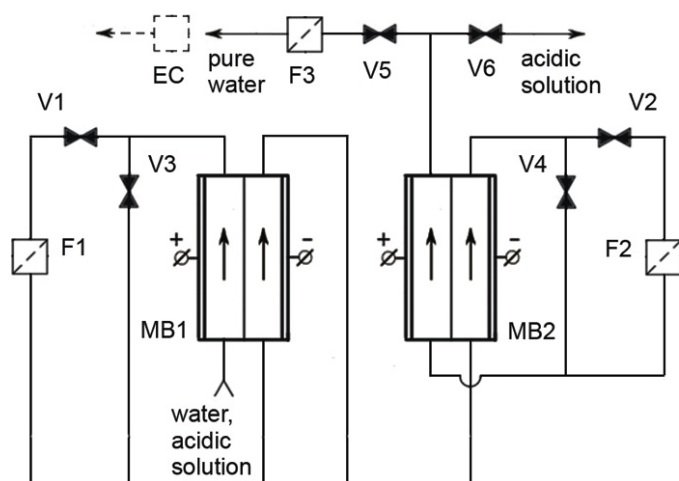 EC
pure
water
F3
V5
V6
acidic
solution
V1
V2
V3
V4
+
-
+
-
F1
F2
MB1
MB2
water,
acidic
solution